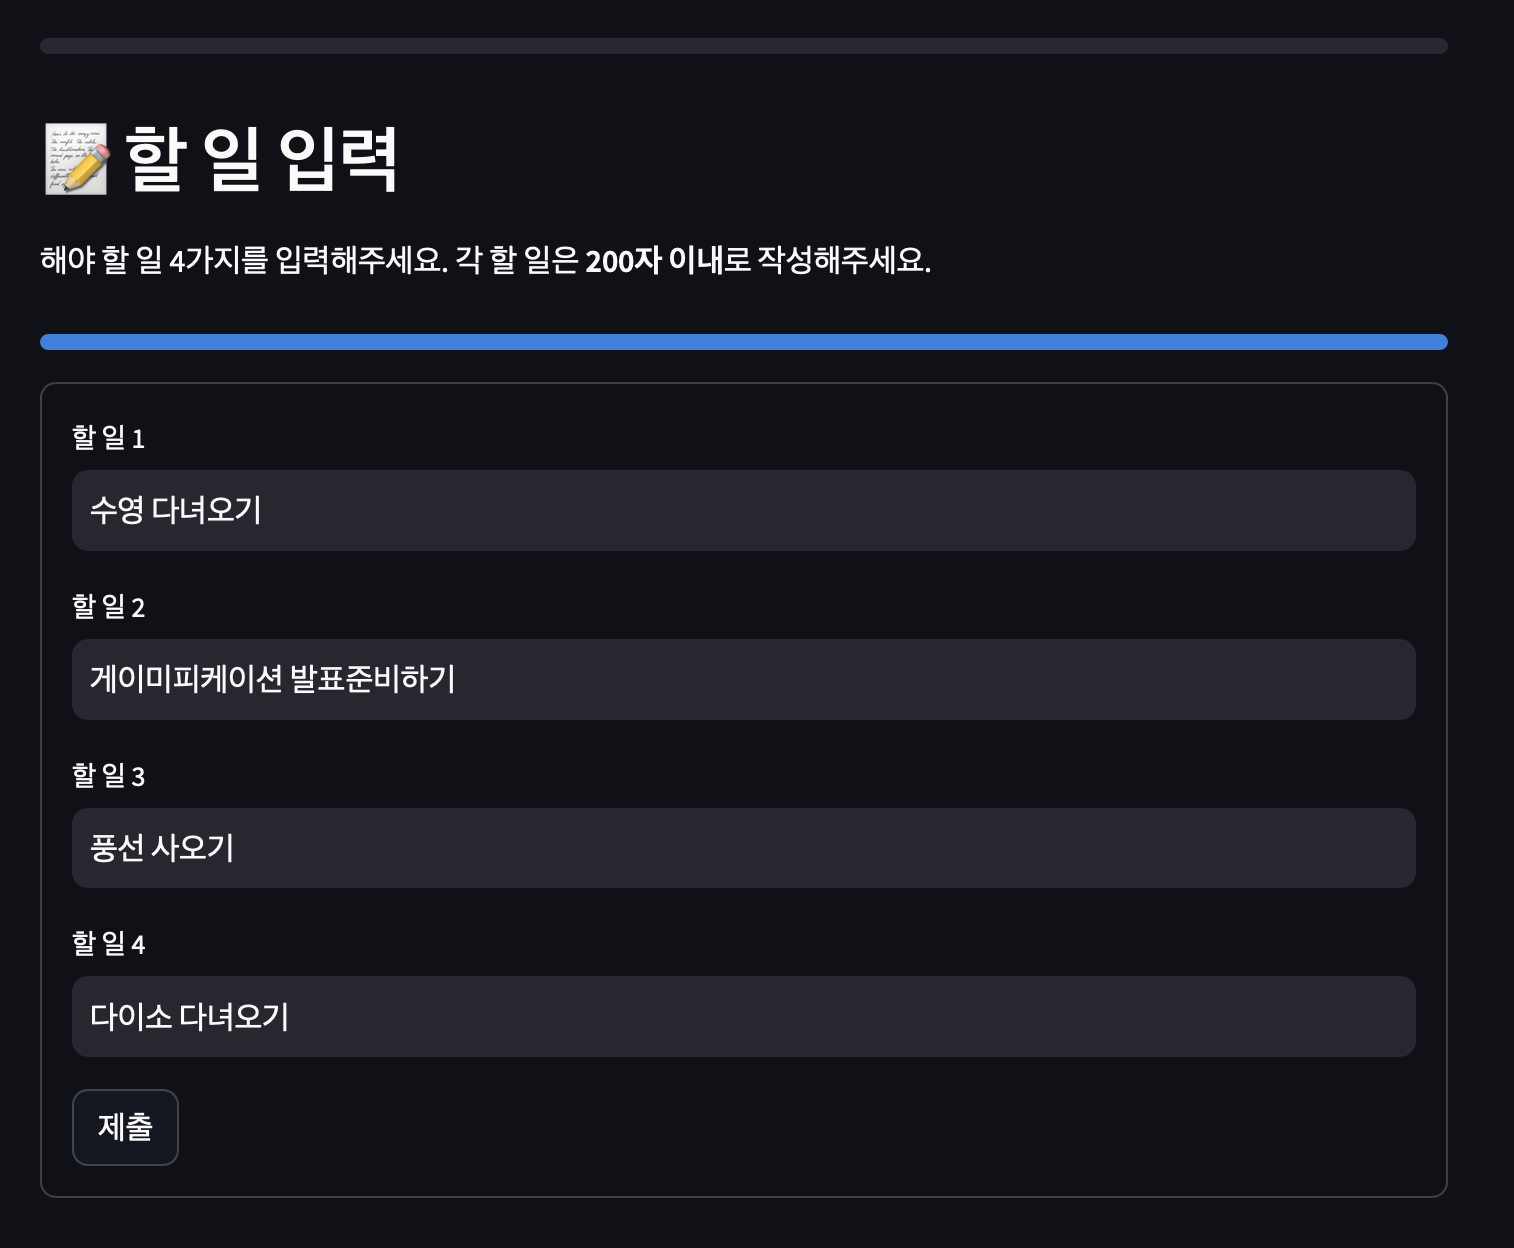 할 일 입력
해야 할 일 4가지를 입력해주세요. 각 할 일은 200자 이내로 작성해주세요.
할 일 1
수영 다녀오기
할 일 2
게이미피케이션 발표준비하기
할 일 3
풍선 사오기
할 일 4
다이소 다녀오기
제출